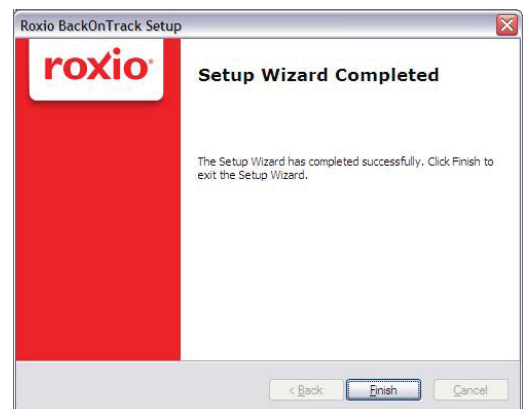 Roxio BackOnTrack Setup
roxio
Setup Wizard Completed
The Setup Wizard has completed successfully. Click Finish to
exit the Setup Wizard.
< Back
Finish
Cancel